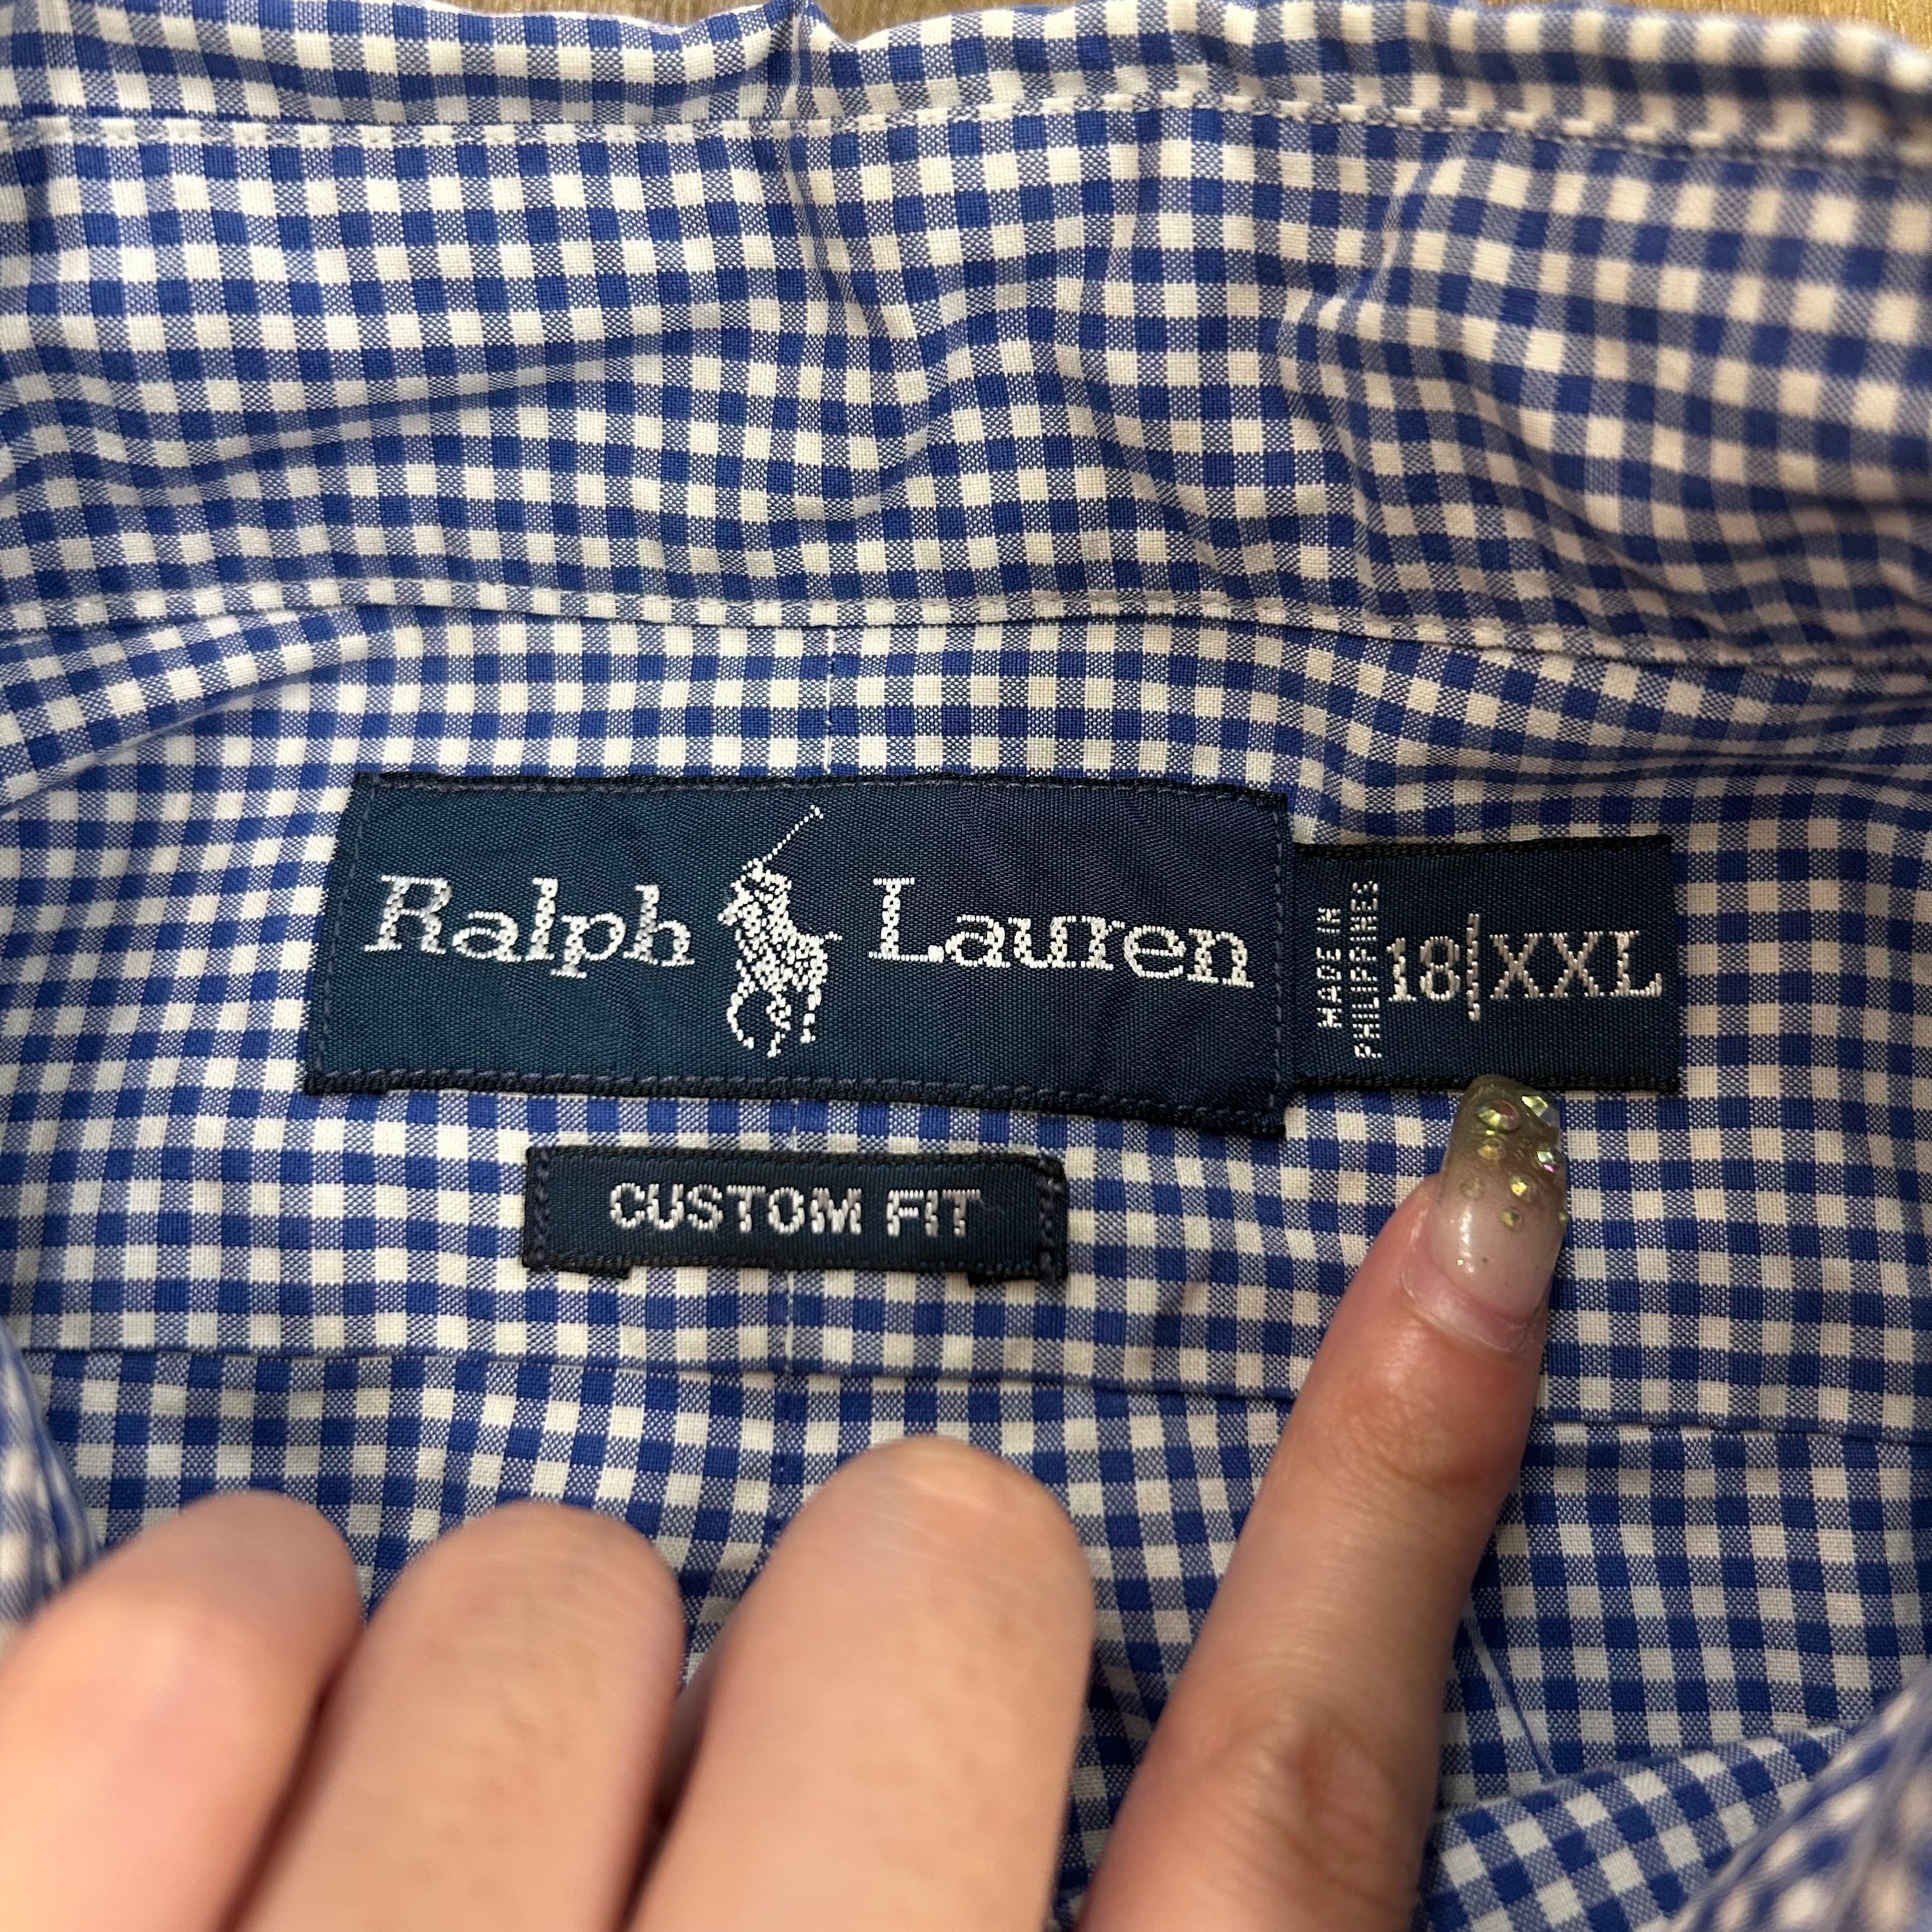 Ralph Lauren
MADE IN
PHILIPPINES
18/XXL
CUSTOM FIT